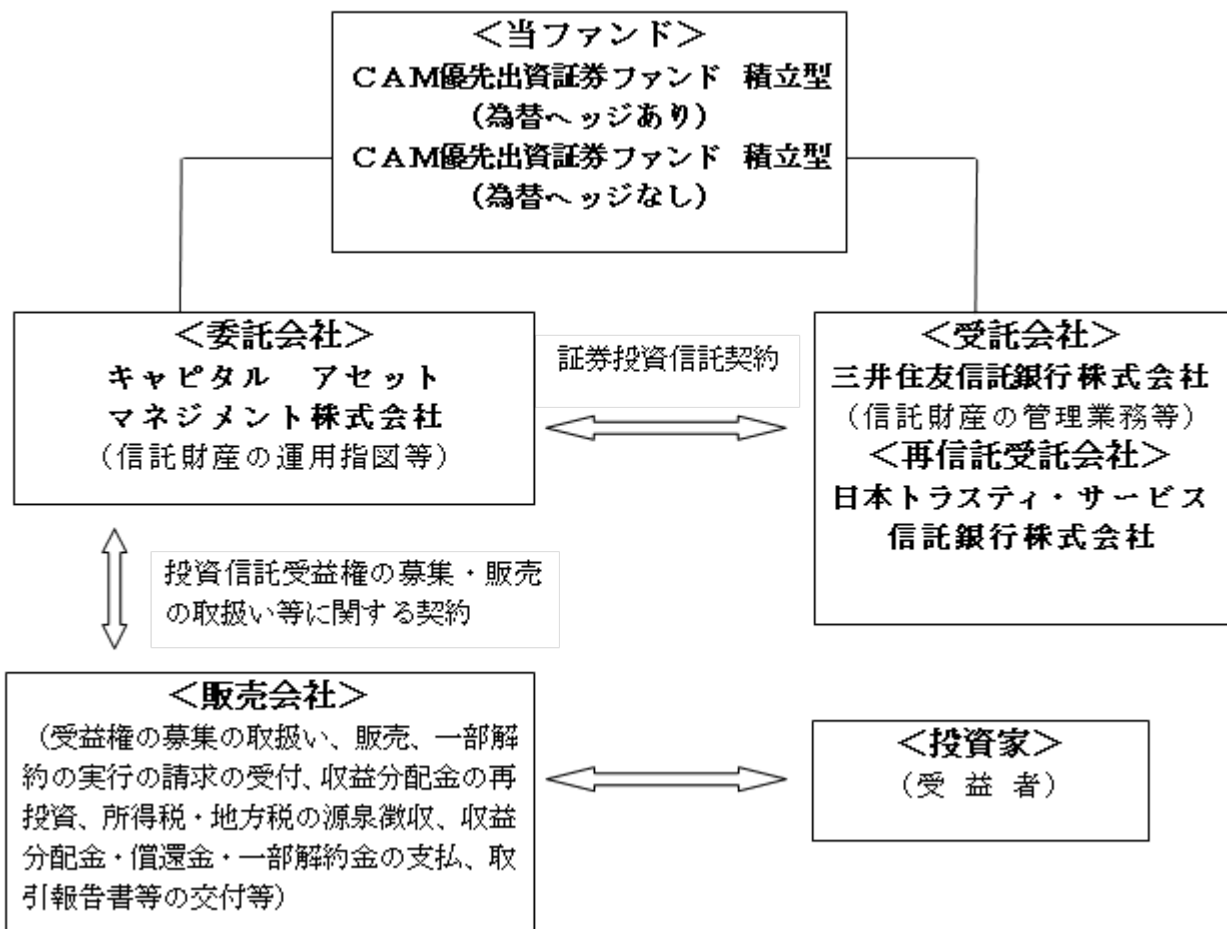 ＜当ファンド＞
ＣＡＭ優先出資証券ファンド　積立型
（為替ヘッジあり）
ＣＡＭ優先出資証券ファンド　積立型
（為替ヘッジなし）
＜委託会社＞
キャピタル　アセット
マネジメント株式会社
（信託財産の運用指図等）
証券投資信託契約
＜受託会社＞
三井住友信託銀行株式会社
（信託財産の管理業務等）
＜再信託受託会社＞
日本トラスティ・サービス
信託銀行株式会社
投資信託受益権の募集・販売
の取扱い等に関する契約
＜販売会社＞
（受益権の募集の取扱い、販売、一部解
約の実行の請求の受付、収益分配金の再
投資、所得税・地方税の源泉徴収、収益
分配金・償還金・一部解約金の支払、取
引報告書等の交付等）
＜投資家＞
（受 益 者）